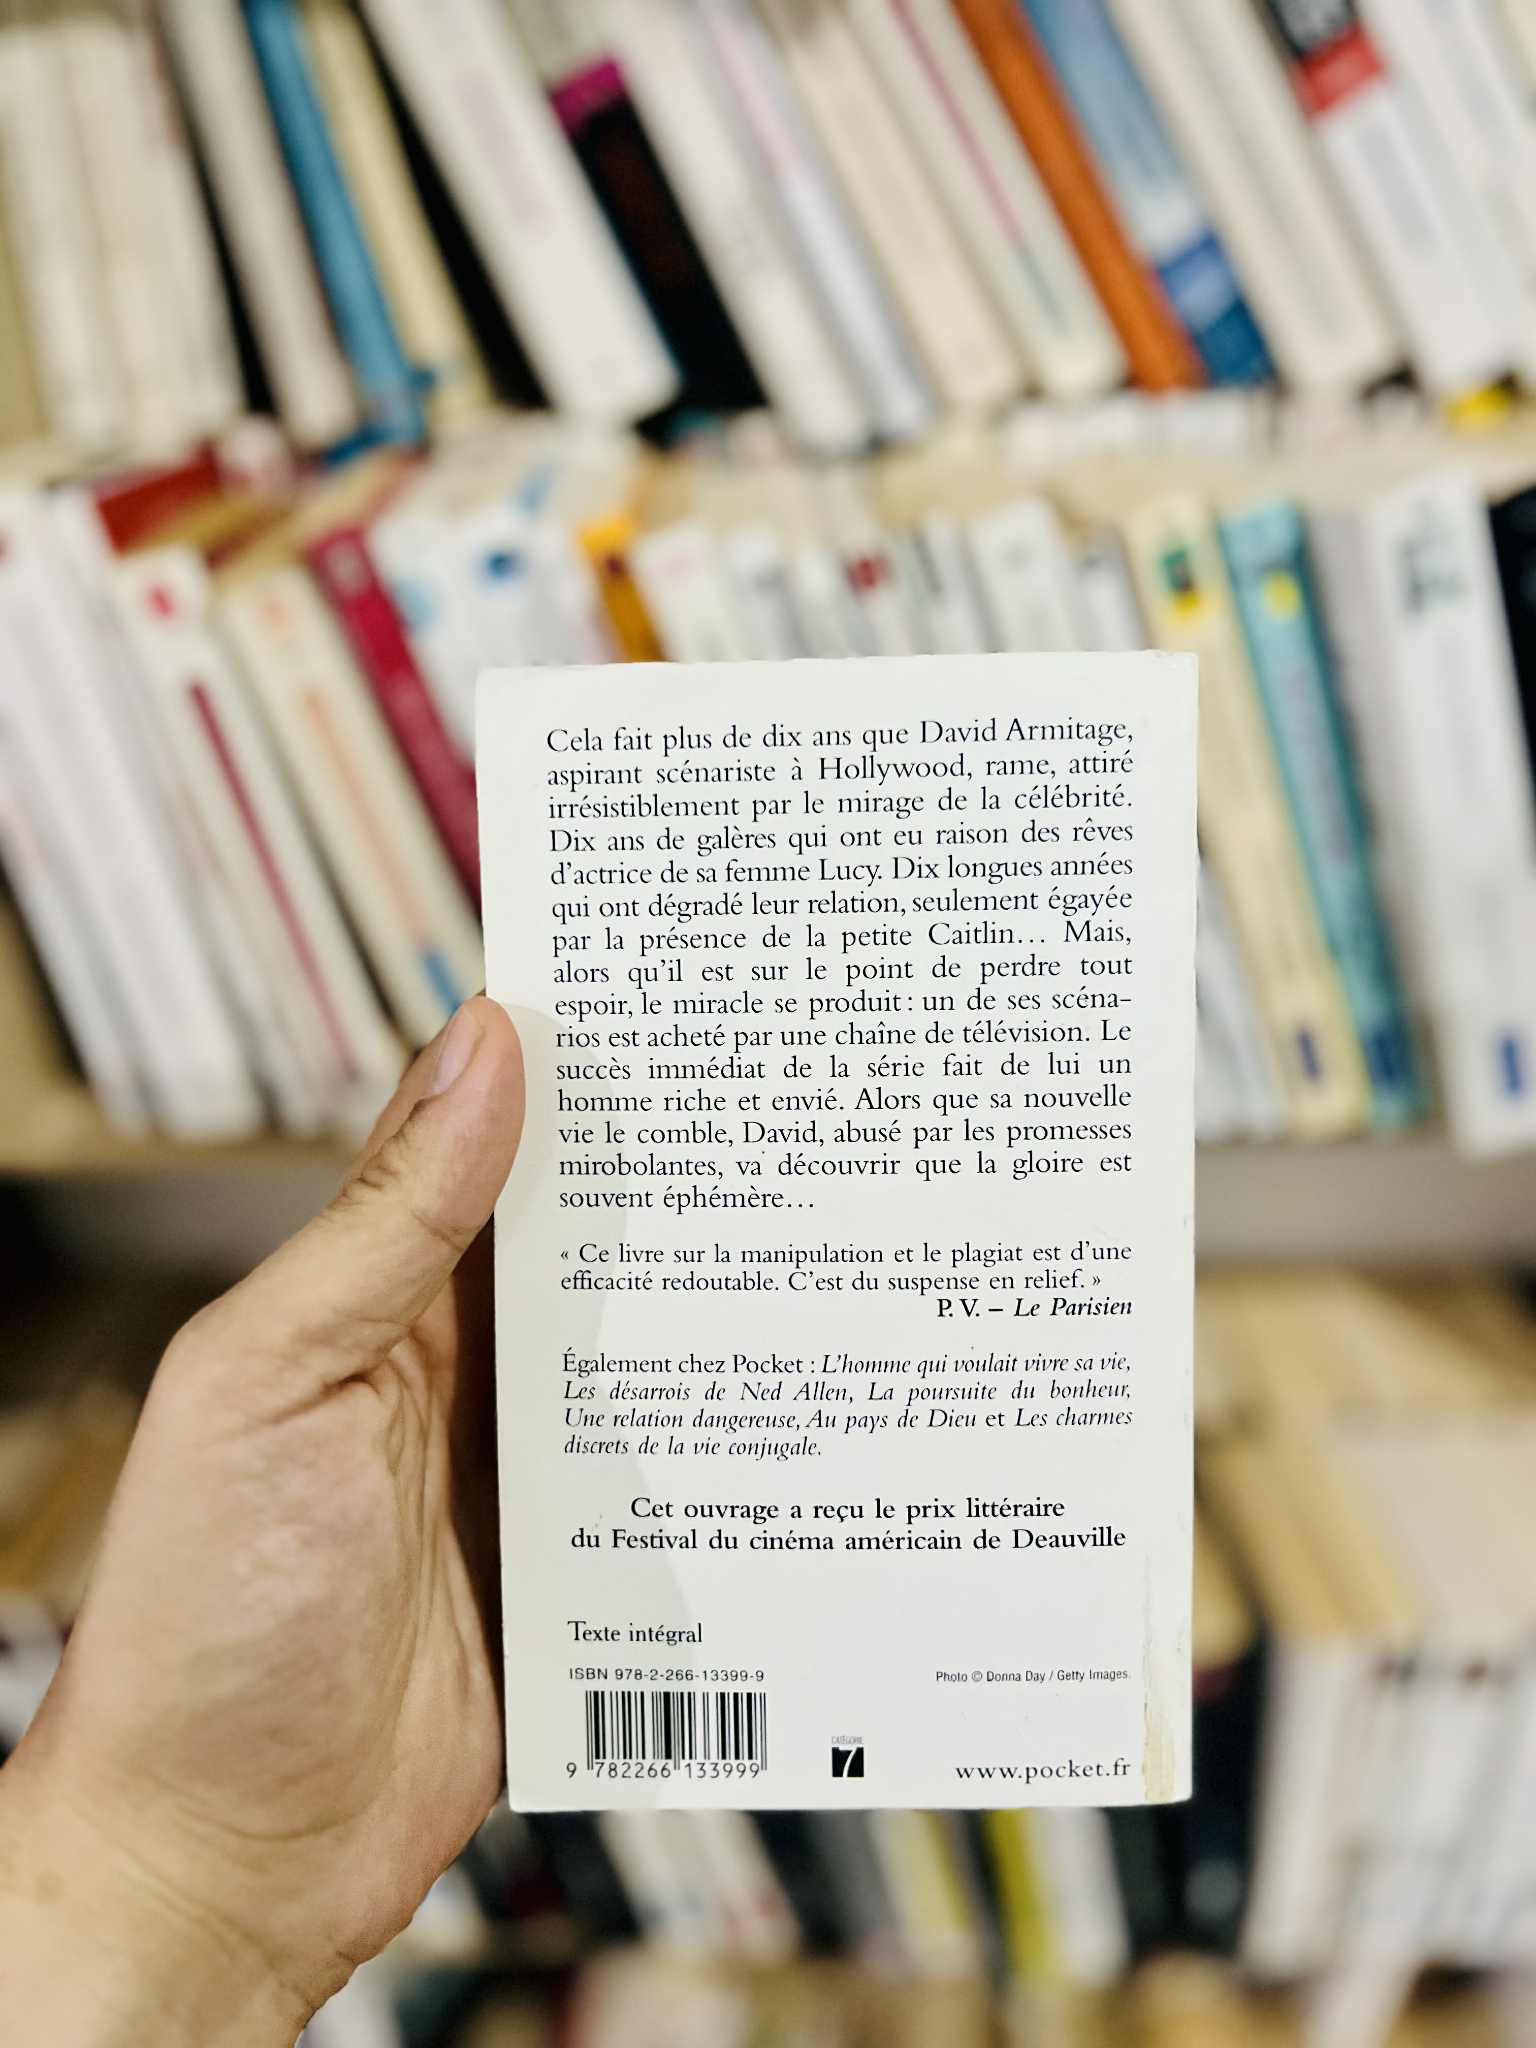 Cela fait plus de dix ans que David Armitage,
aspirant scénariste à Hollywood, rame, attiré
irrésistiblement par le mirage de la célébrité.
Dix ans de galères qui ont eu raison des rêves
d'actrice de sa femme Lucy. Dix longues années
qui ont dégradé leur relation, seulement égayée
par la présence de la petite Caitlin… Mais,
alors qu'il est sur le point de perdre tout
espoir, le miracle se produit : un de ses scéna-
rios est acheté par une chaîne de télévision. Le
succès immédiat de la série fait de lui un
homme riche et envié. Alors que sa nouvelle
vie le comble, David, abusé par les promesses
mirobolantes, va découvrir que la gloire est
souvent éphémère…
« Ce livre sur la manipulation et le plagiat est d'une
efficacité redoutable. C'est du suspense en relief. »
P. V. – Le Parisien
Également chez Pocket : L'homme qui voulait vivre sa vie,
Les désarrois de Ned Allen, La poursuite du bonheur,
Une relation dangereuse, Au pays de Dieu et Les charmes
discrets de la vie conjugale.
Cet ouvrage a reçu le prix littéraire
du Festival du cinéma américain de Deauville
Texte intégral
ISBN 978-2-266-13399-9
Photo © Donna Day / Getty Images.
9 782266 133999
CATÉGORIE
7
www.pocket.fr